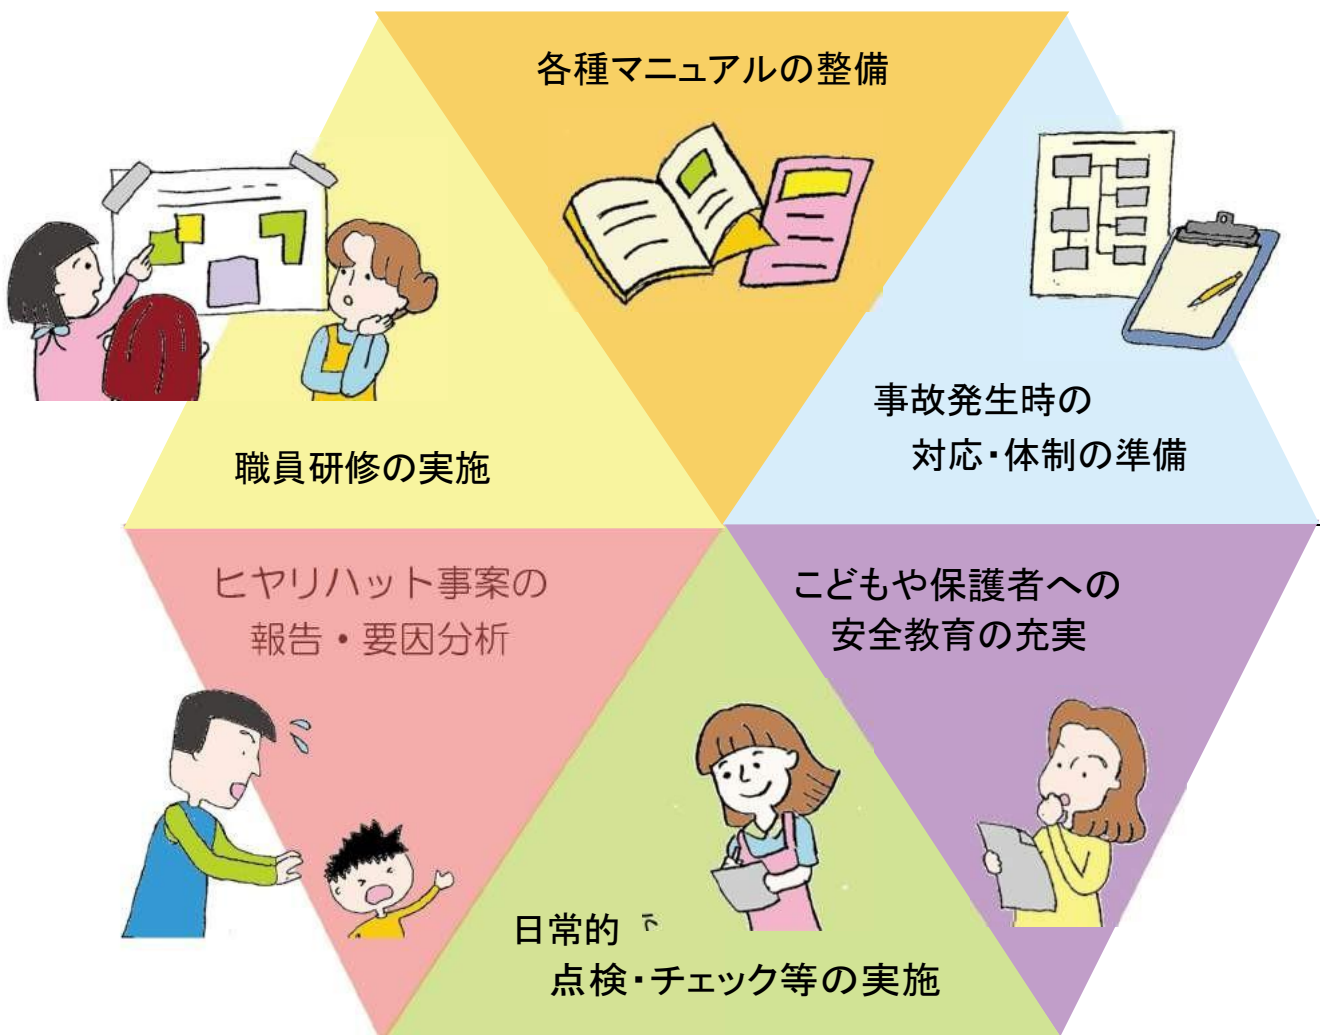 各種マニュアルの整備
事故発生時の
対応・体制の準備
職員研修の実施
ヒヤリハット事案の
報告・要因分析
こどもや保護者への
安全教育の充実
日常的
点検・チェック等の実施